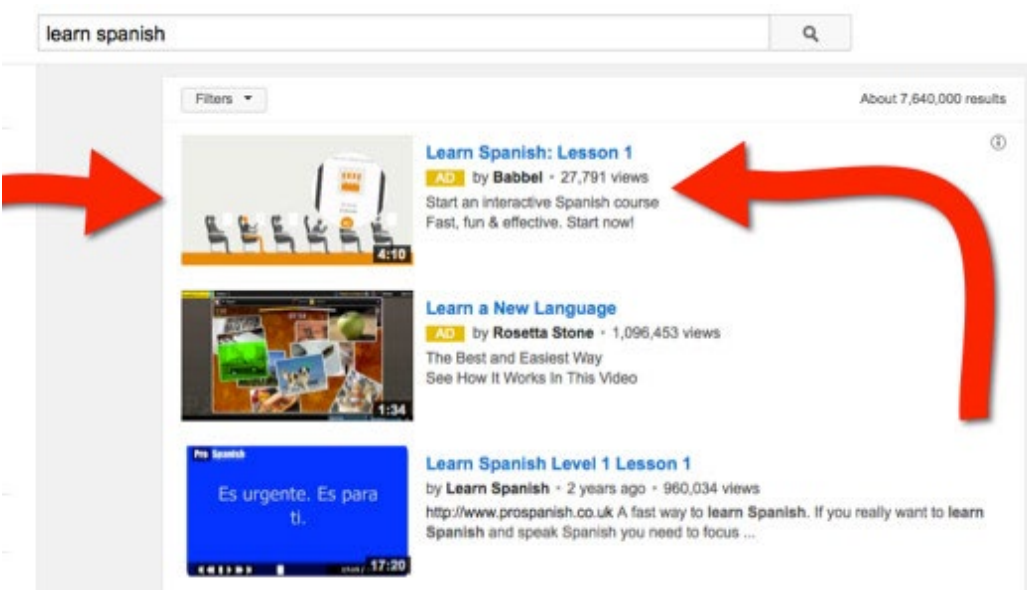 learn spanish
Filters
About 7,640,000 results
Learn Spanish: Lesson 1
AD by Babbel · 27,791 views
Start an interactive Spanish course
Fast, fun & effective. Start now!
4:10
Learn a New Language
AD by Rosetta Stone · 1,096,453 views
The Best and Easiest Way
See How It Works In This Video
1:34
Pro Spanish
Es urgente. Es para
ti.
17:20
Learn Spanish Level 1 Lesson 1
by Learn Spanish · 2 years ago · 960,034 views
http://www.prospanish.co.uk A fast way to learn Spanish. If you really want to learn
Spanish and speak Spanish you need to focus ...